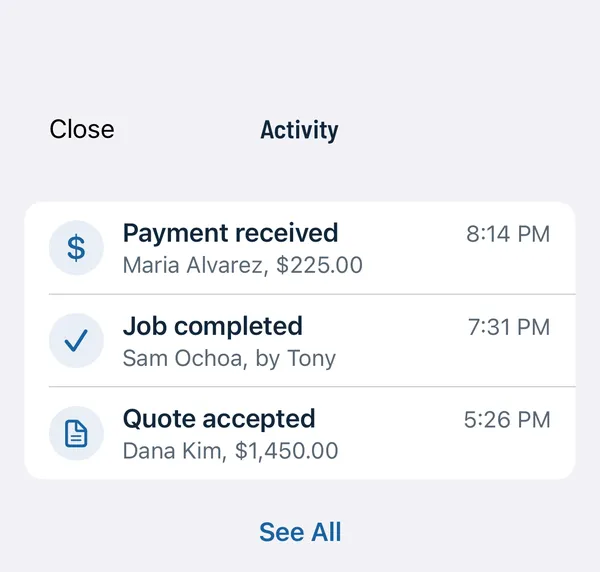 Close
Activity
$
Payment received
8:14 PM
Maria Alvarez, $225.00
Job completed
7:31 PM
Sam Ochoa, by Tony
Quote accepted
5:26 PM
Dana Kim, $1,450.00
See All